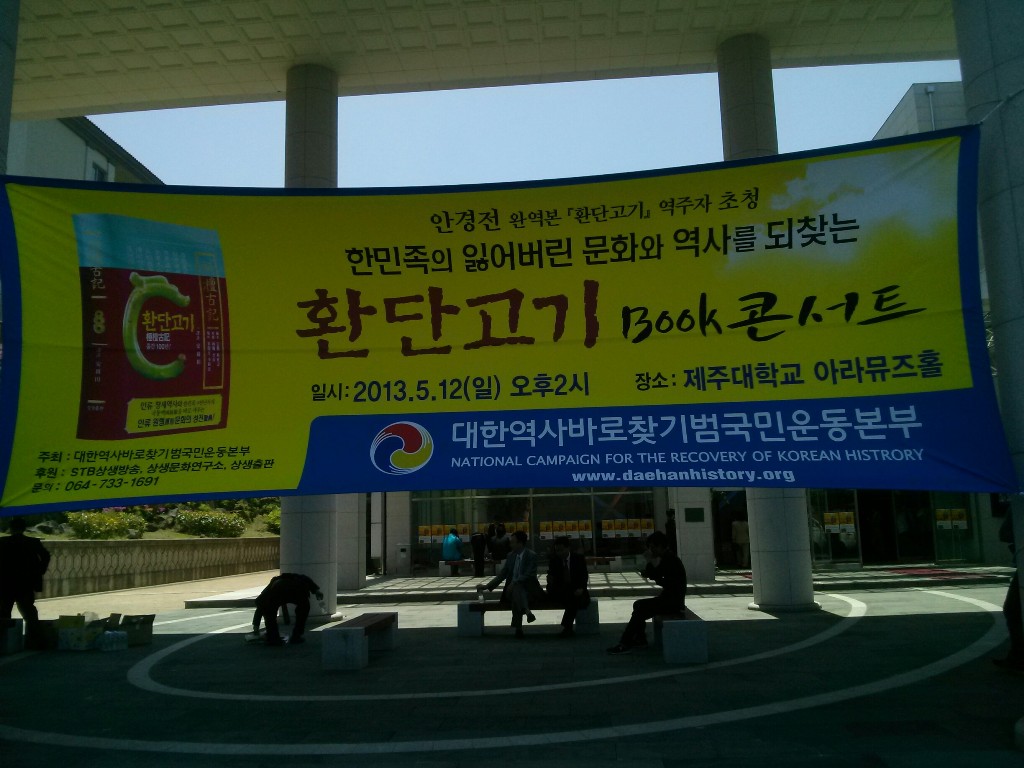 안경전 완역본 『환단고기』 역주자 초청
한민족의 잃어버린 문화와 역사를 되찾는
환단고기 Book 콘서트
일시: 2013.5.12(일) 오후2시 장소: 제주대학교 아라뮤즈홀
환단고기
주최 : 대한역사바로찾기범국민운동본부
후원 : STB상생방송, 상생문화연구소, 상생출판
문의 : 064-733-1691
대한역사바로찾기범국민운동본부
NATIONAL CAMPAIGN FOR THE RECOVERY OF KOREAN HISTRORY
www.daehanhistory.org